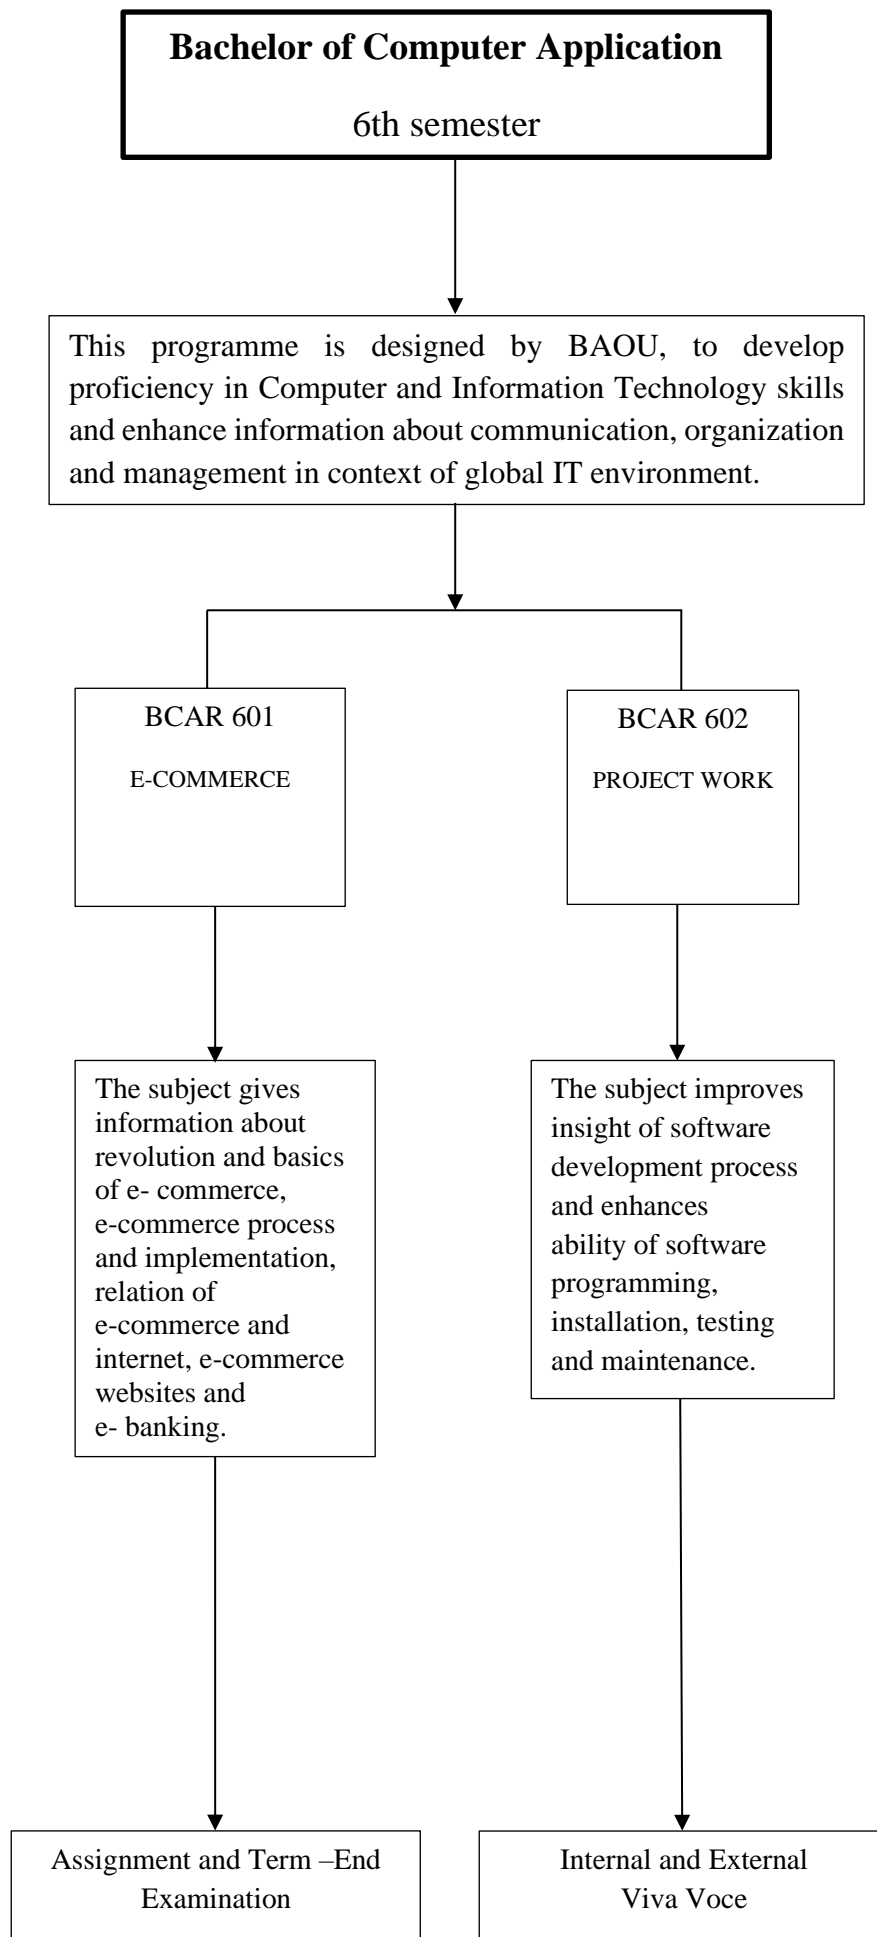 Bachelor of Computer Application
6th semester
This programme is designed by BAOU, to develop
proficiency in Computer and Information Technology skills
and enhance information about communication, organization
and management in context of global IT environment.
BCAR 601
E-COMMERCE
BCAR 602
PROJECT WORK
The subject gives
information about
revolution and basics
of e- commerce,
e-commerce process
and implementation,
relation of
e-commerce and
internet, e-commerce
websites and
e- banking.
The subject improves
insight of software
development process
and enhances
ability of software
programming,
installation, testing
and maintenance.
Assignment and Term –End
Examination
Internal and External
Viva Voce